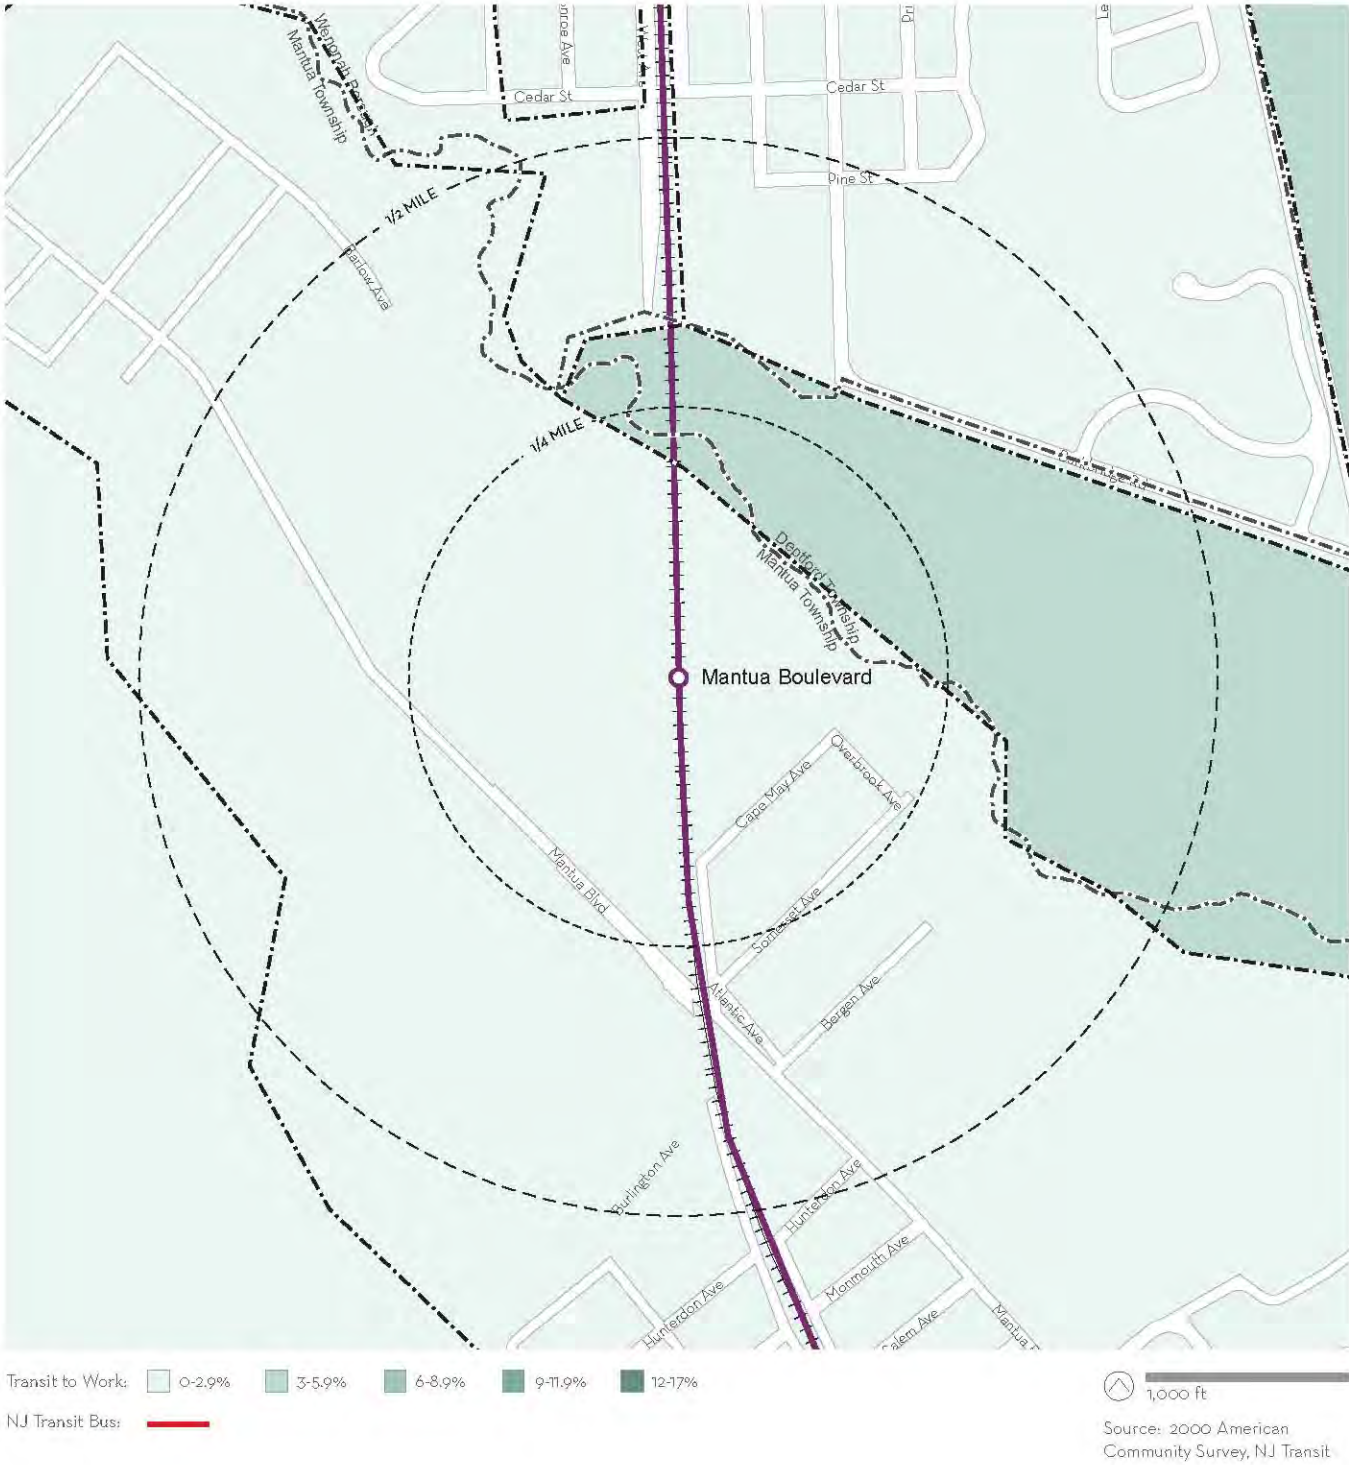 Wenonah
Mantua Township
Cedar St
Cedar St
Pine St
1/2 MILE
Barlow Ave
1/4 MILE
Deptford Township
Mantua Township
Mantua Boulevard
Overbrook Ave
Cape May Ave
Mantua Blvd
Somerset Ave
Atlantic Ave
Bergen Ave
Burlington Ave
Hunterdon Ave
Monmouth Ave
Hunterdon Ave
Salem Ave
Mantua
Transit to Work:
0-2.9%
3-5.9%
6-8.9%
9-11.9%
12-17%
1,000 ft
NJ Transit Bus:
Source: 2000 American
Community Survey, NJ Transit